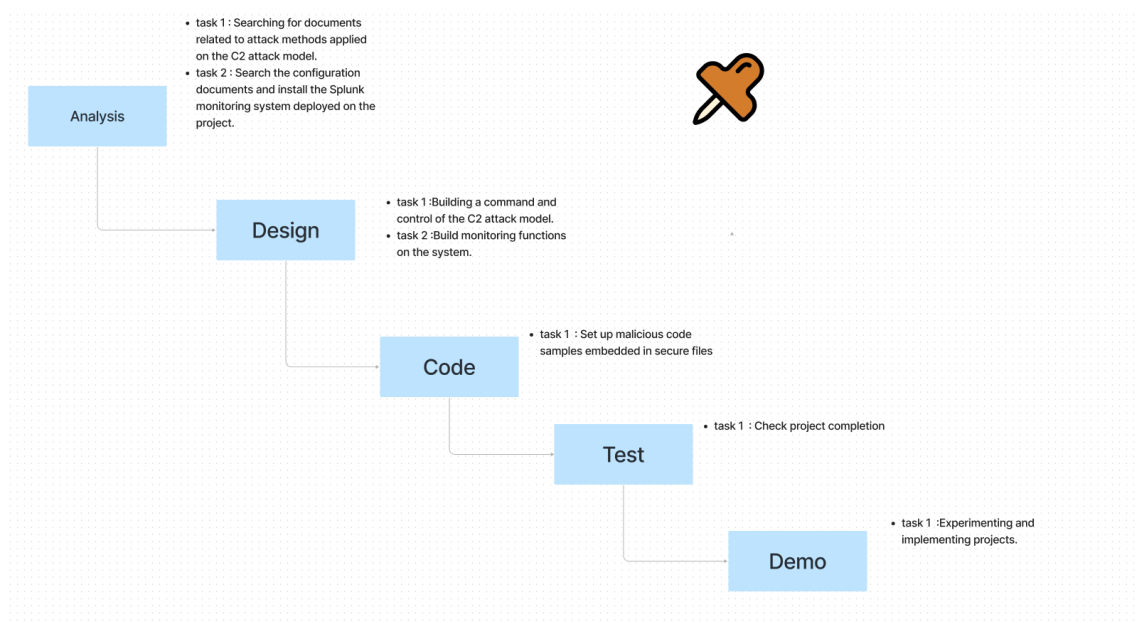 • task 1 : Searching for documents
related to attack methods applied
on the C2 attack model.
• task 2 : Search the configuration
documents and install the Splunk
monitoring system deployed on the
project.
Analysis
Design
• task 1 :Building a command and
control of the C2 attack model.
• task 2 :Build monitoring functions
on the system.
Code
• task 1 : Set up malicious code
samples embedded in secure files
Test
• task 1 : Check project completion
Demo
• task 1 :Experimenting and
implementing projects.